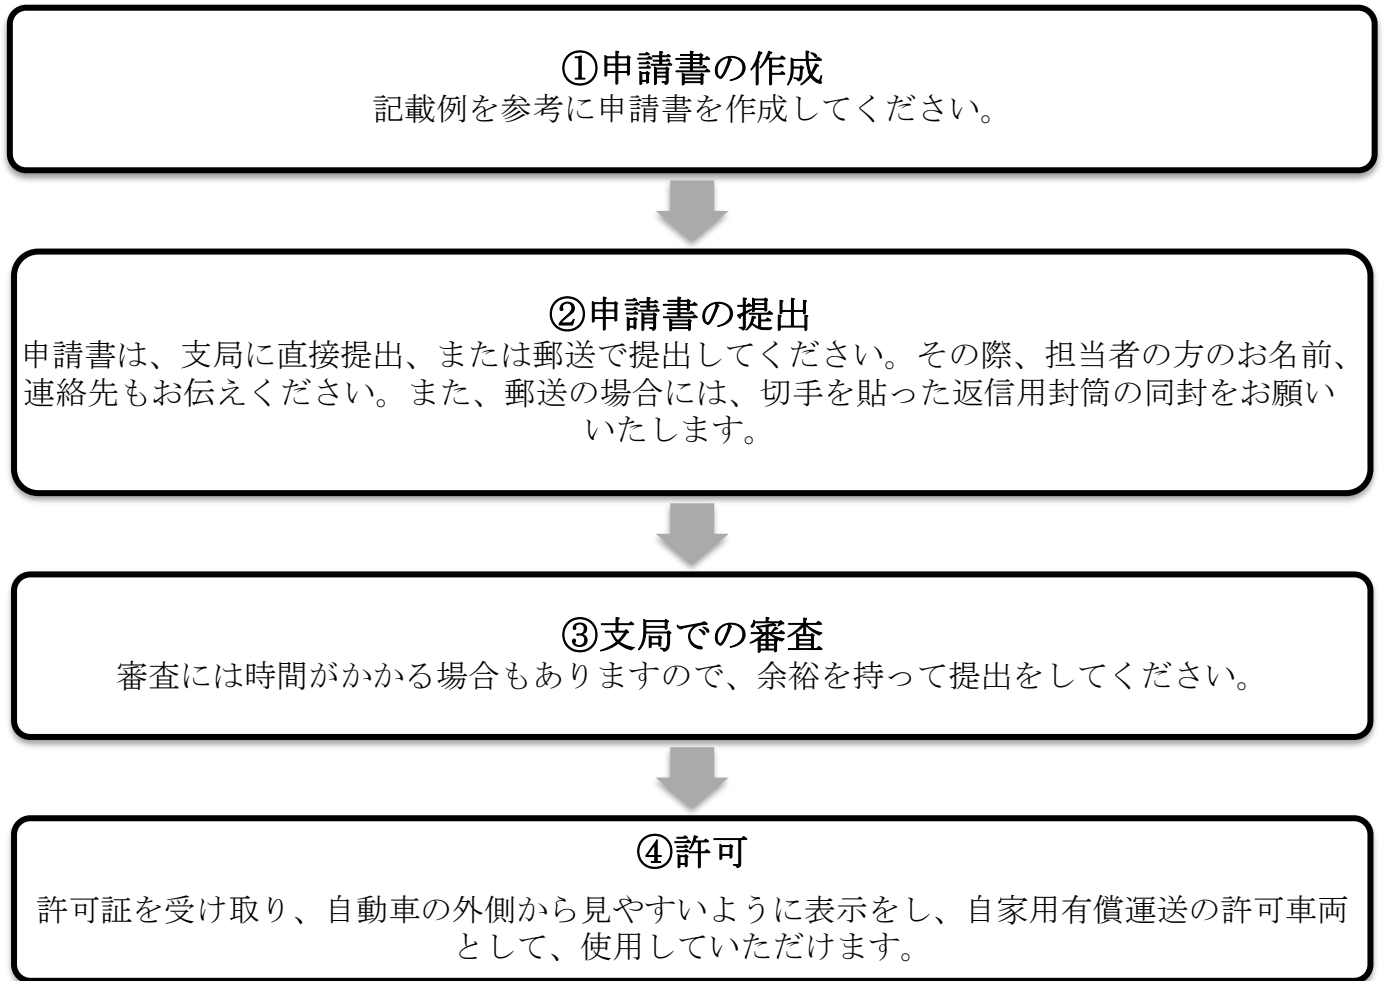 ①申請書の作成
記載例を参考に申請書を作成してください。
②申請書の提出
申請書は、支局に直接提出、または郵送で提出してください。その際、担当者の方のお名前、
連絡先もお伝えください。また、郵送の場合には、切手を貼った返信用封筒の同封をお願い
いたします。
③支局での審査
審査には時間がかかる場合もありますので、余裕を持って提出をしてください。
④許可
許可証を受け取り、自動車の外側から見やすいように表示をし、自家用有償運送の許可車両
として、使用していただけます。